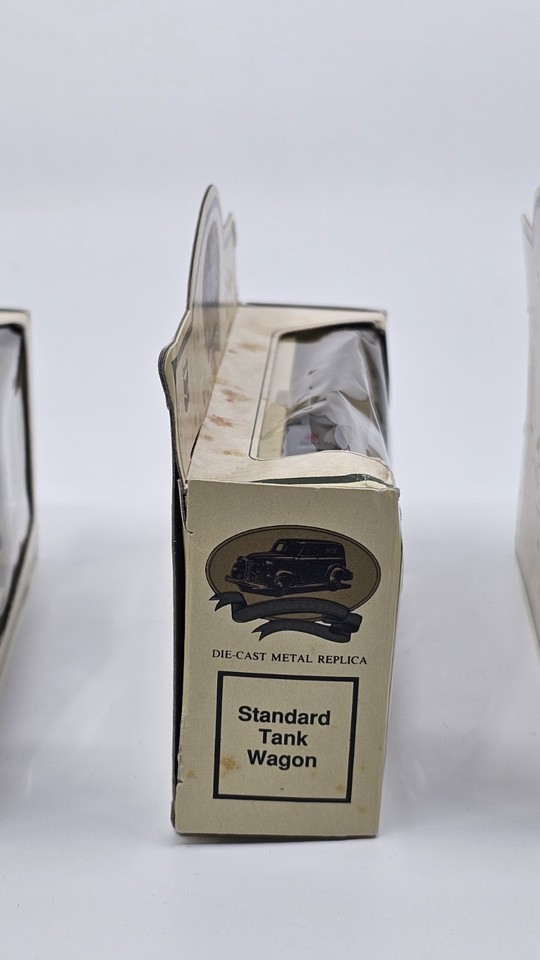 DIE-CAST METAL REPLICA
Standard
Tank
Wagon